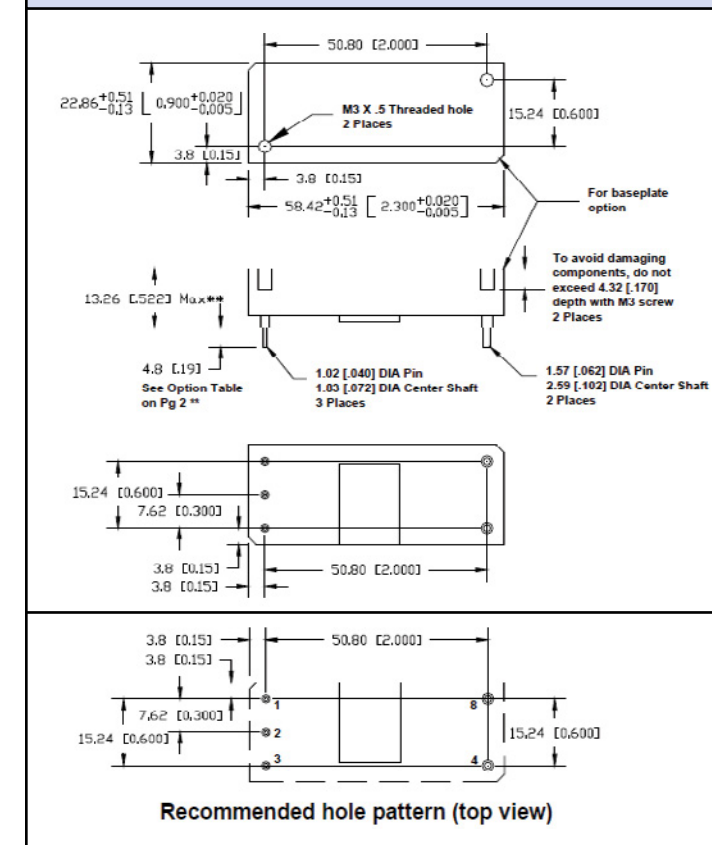 50.80 [2.000]
22.86+0.51-0.13 [ 0.900+0.020-0.005 ]
M3 X .5 Threaded hole
2 Places
15.24 [0.600]
3.8 [0.15]
3.8 [0.15]
58.42+0.51-0.13 [ 2.300+0.020-0.005 ]
For baseplate
option
13.26 [.522] Max**
To avoid damaging
components, do not
exceed 4.32 [.170]
depth with M3 screw
2 Places
4.8 [.19]
See Option Table
on Pg 2 **
1.02 [.040] DIA Pin
1.83 [.072] DIA Center Shaft
3 Places
1.57 [.062] DIA Pin
2.59 [.102] DIA Center Shaft
2 Places
15.24 [0.600]
7.62 [0.300]
3.8 [0.15]
3.8 [0.15]
50.80 [2.000]
3.8 [0.15]
50.80 [2.000]
3.8 [0.15]
1
8
7.62 [0.300]
2
15.24 [0.600]
15.24 [0.600]
3
4
Recommended hole pattern (top view)